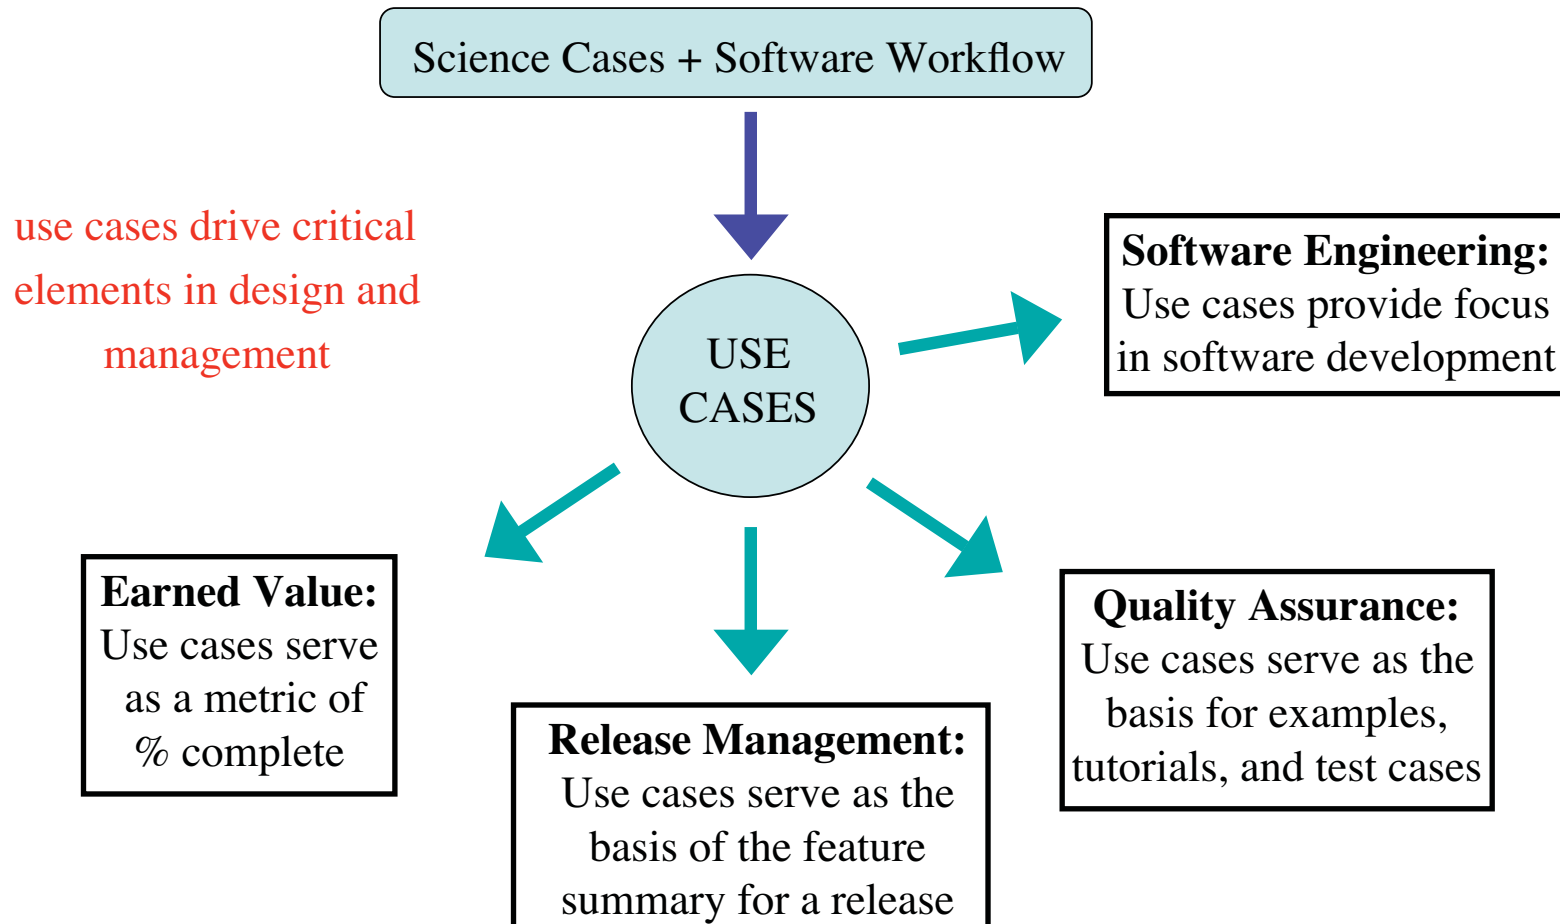 Science Cases + Software Workflow
use cases drive critical
elements in design and
management
USE
CASES
Software Engineering:
Use cases provide focus
in software development
Earned Value:
Use cases serve
as a metric of
% complete
Release Management:
Use cases serve as the
basis of the feature
summary for a release
Quality Assurance:
Use cases serve as the
basis for examples,
tutorials, and test cases